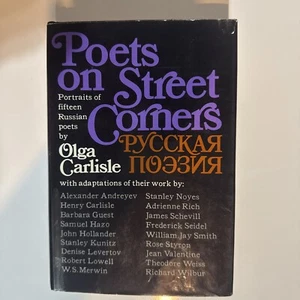 Poets
on Street
Corners
Portraits of
fifteen
Russian
poets
by
Olga
Carlisle
РУССКАЯ
ПОЭЗИЯ
with adaptations of their work by:
Alexander Andreyev
Henry Carlisle
Barbara Guest
Samuel Hazo
John Hollander
Stanley Kunitz
Denise Levertov
Robert Lowell
W.S. Merwin
Stanley Noyes
Adrienne Rich
James Schevill
Frederick Seidel
William Jay Smith
Rose Styron
Jean Valentine
Theodore Weiss
Richard Wilbur